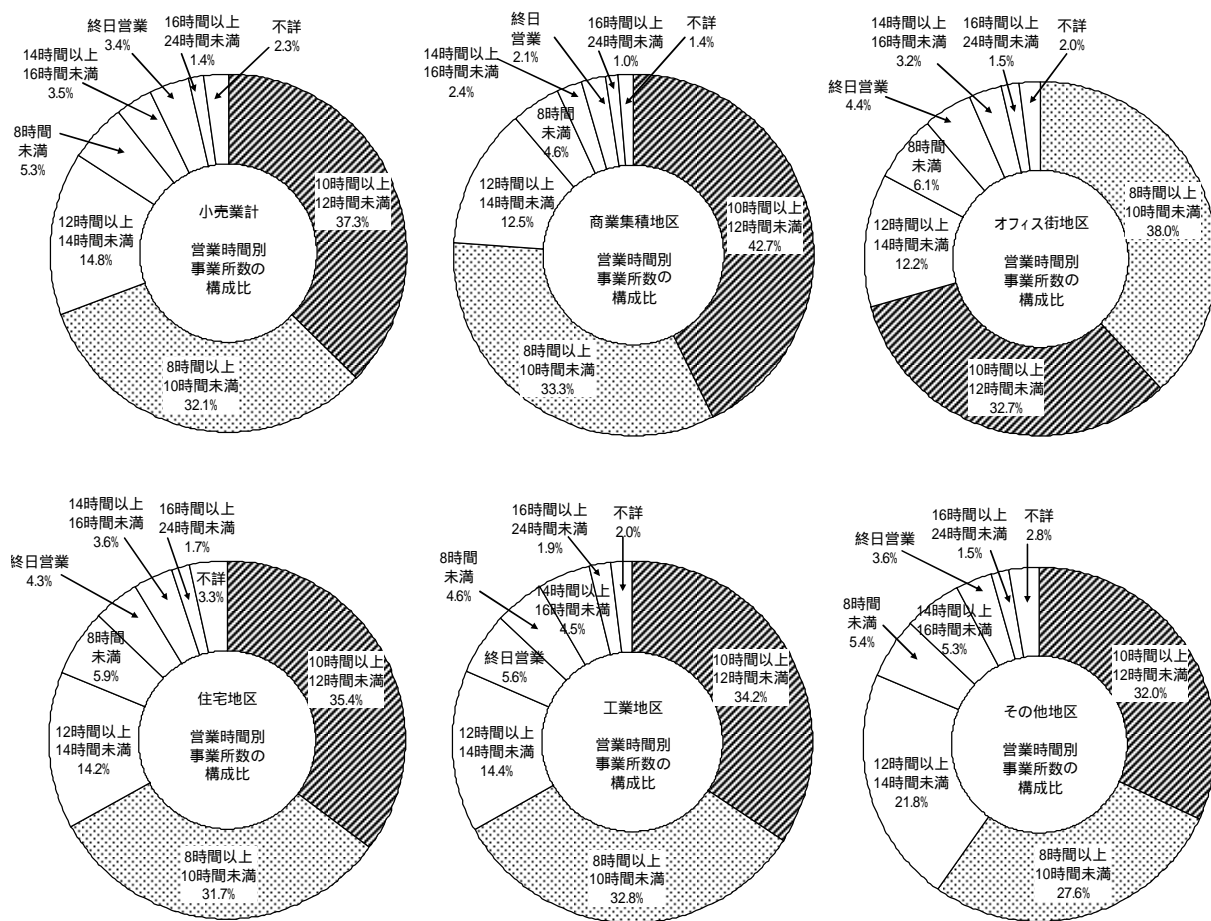 終日営業
3.4%
16時間以上
24時間未満
1.4%
不詳
2.3%
14時間以上
16時間未満
3.5%
8時間
未満
5.3%
12時間以上
14時間未満
14.8%
10時間以上
12時間未満
37.3%
8時間以上
10時間未満
32.1%
小売業計
営業時間別
事業所数の
構成比
終日
営業
2.1%
16時間以上
24時間未満
1.0%
不詳
1.4%
14時間以上
16時間未満
2.4%
8時間
未満
4.6%
12時間以上
14時間未満
12.5%
10時間以上
12時間未満
42.7%
8時間以上
10時間未満
33.3%
商業集積地区
営業時間別
事業所数の
構成比
14時間以上
16時間未満
3.2%
16時間以上
24時間未満
1.5%
不詳
2.0%
終日営業
4.4%
8時間
未満
6.1%
12時間以上
14時間未満
12.2%
8時間以上
10時間未満
38.0%
10時間以上
12時間未満
32.7%
オフィス街地区
営業時間別
事業所数の
構成比
14時間以上
16時間未満
3.6%
16時間以上
24時間未満
1.7%
不詳
3.3%
終日営業
4.3%
8時間
未満
5.9%
12時間以上
14時間未満
14.2%
10時間以上
12時間未満
35.4%
8時間以上
10時間未満
31.7%
住宅地区
営業時間別
事業所数の
構成比
16時間以上
24時間未満
1.9%
不詳
2.0%
8時間
未満
4.6%
14時間以上
16時間未満
4.5%
終日営業
5.6%
12時間以上
14時間未満
14.4%
10時間以上
12時間未満
34.2%
8時間以上
10時間未満
32.8%
工業地区
営業時間別
事業所数の
構成比
終日営業
3.6%
16時間以上
24時間未満
1.5%
不詳
2.8%
8時間
未満
5.4%
14時間以上
16時間未満
5.3%
12時間以上
14時間未満
21.8%
10時間以上
12時間未満
32.0%
8時間以上
10時間未満
27.6%
その他地区
営業時間別
事業所数の
構成比